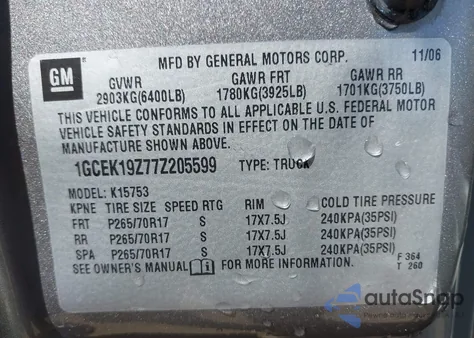 GM
MFD BY GENERAL MOTORS CORP. 11/06
GVWR GAWR FRT GAWR RR
2903KG(6400LB) 1780KG(3925LB) 1701KG(3750LB)
THIS VEHICLE CONFORMS TO ALL APPLICABLE U.S. FEDERAL MOTOR
VEHICLE SAFETY STANDARDS IN EFFECT ON THE DATE OF
MANUFACTURE SHOWN ABOVE.
1GCEK19Z77Z205599 TYPE: TRUCK
MODEL: K15753
KPNE TIRE SIZE SPEED RTG RIM COLD TIRE PRESSURE
FRT P265/70R17 S 17X7.5J 240KPA(35PSI)
RR P265/70R17 S 17X7.5J 240KPA(35PSI)
SPA P265/70R17 S 17X7.5J 240KPA(35PSI)
SEE OWNER'S MANUAL FOR MORE INFORMATION.
F 364
T 260
autoSnap